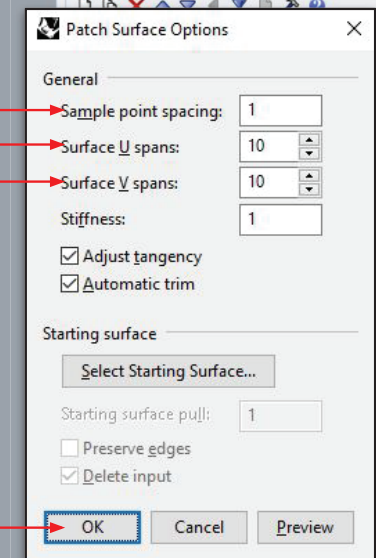 Patch Surface Options
General
Sample point spacing: 1
Surface U spans: 10
Surface V spans: 10
Stiffness: 1
Adjust tangency
Automatic trim
Starting surface
Select Starting Surface...
Starting surface pull: 1
Preserve edges
Delete input
OK Cancel Preview